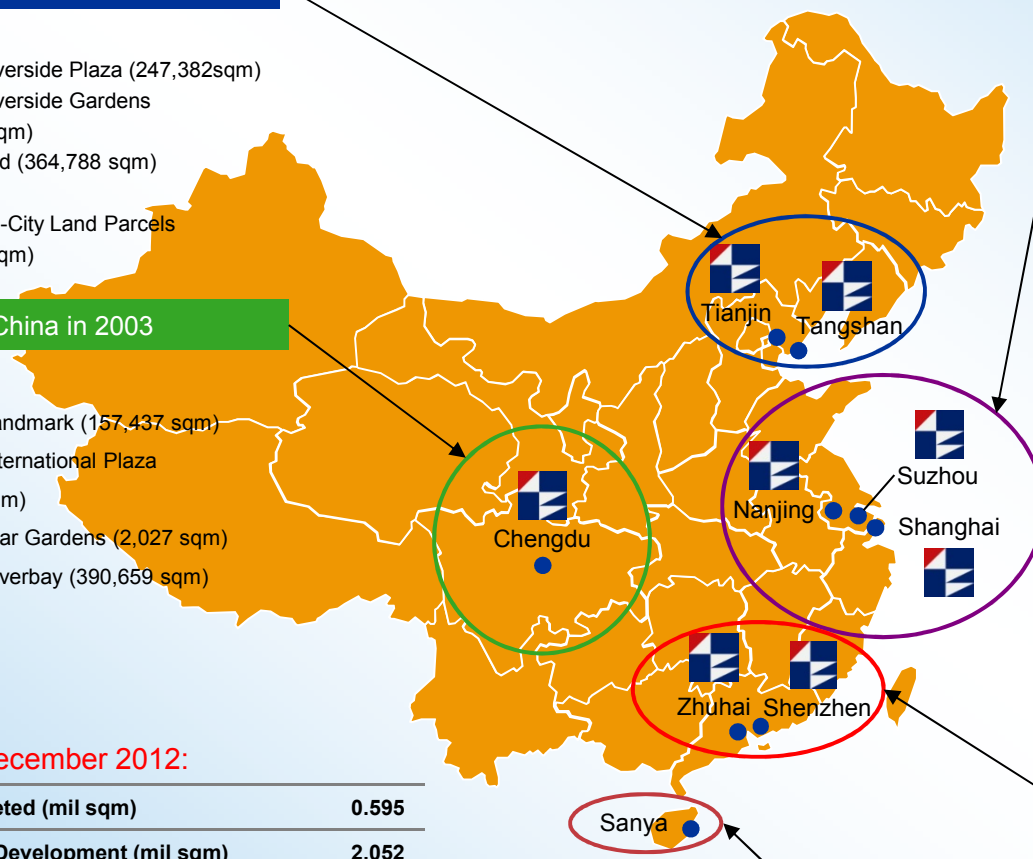 verside Plaza (247,382sqm)
verside Gardens
qm)
d (364,788 sqm)
-City Land Parcels
qm)
China in 2003
andmark (157,437 sqm)
ternational Plaza
m)
ar Gardens (2,027 sqm)
verbay (390,659 sqm)
ecember 2012:
eted (mil sqm) 0.595
Development (mil sqm) 2.052
Tianjin
Tangshan
Suzhou
Nanjing
Shanghai
Chengdu
Zhuhai
Shenzhen
Sanya